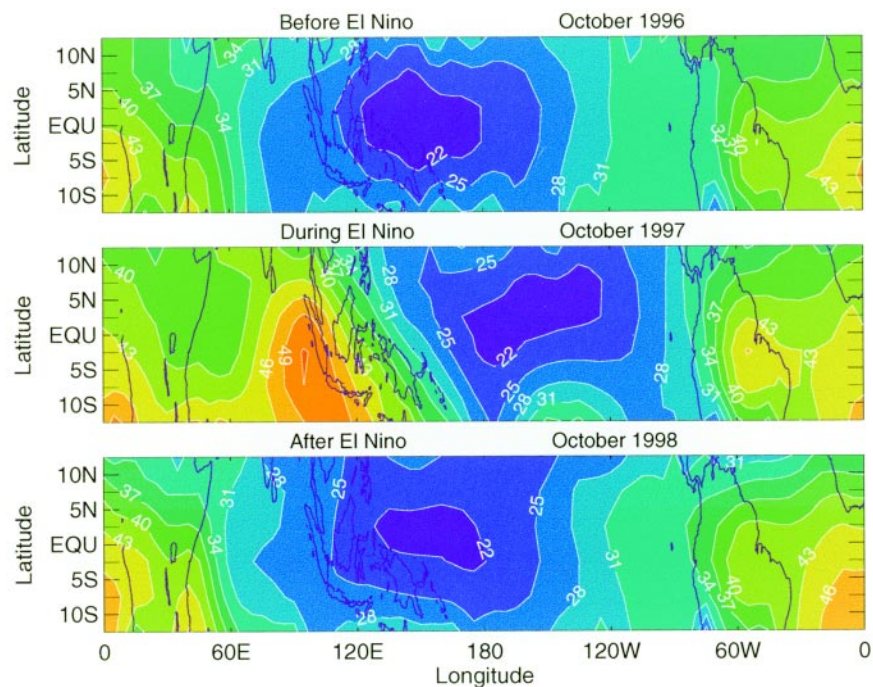 Before El Nino October 1996
10N
5N
EQU
5S
10S
Latitude
34 28
31
37
40 34
43 22
25
28
31
34
37
40
43
During El Nino October 1997
10N
5N
EQU
5S
10S
Latitude
40
28 25
31
43
46 49
25
22
25
28 31
37
34
40
43
43
After El Nino October 1998
10N
5N
EQU
5S
10S
Latitude
37 31 28 25
40
43 34
28
22
25
28
31
34
37
40
43
46
31
0 60E 120E 180 120W 60W 0
Longitude